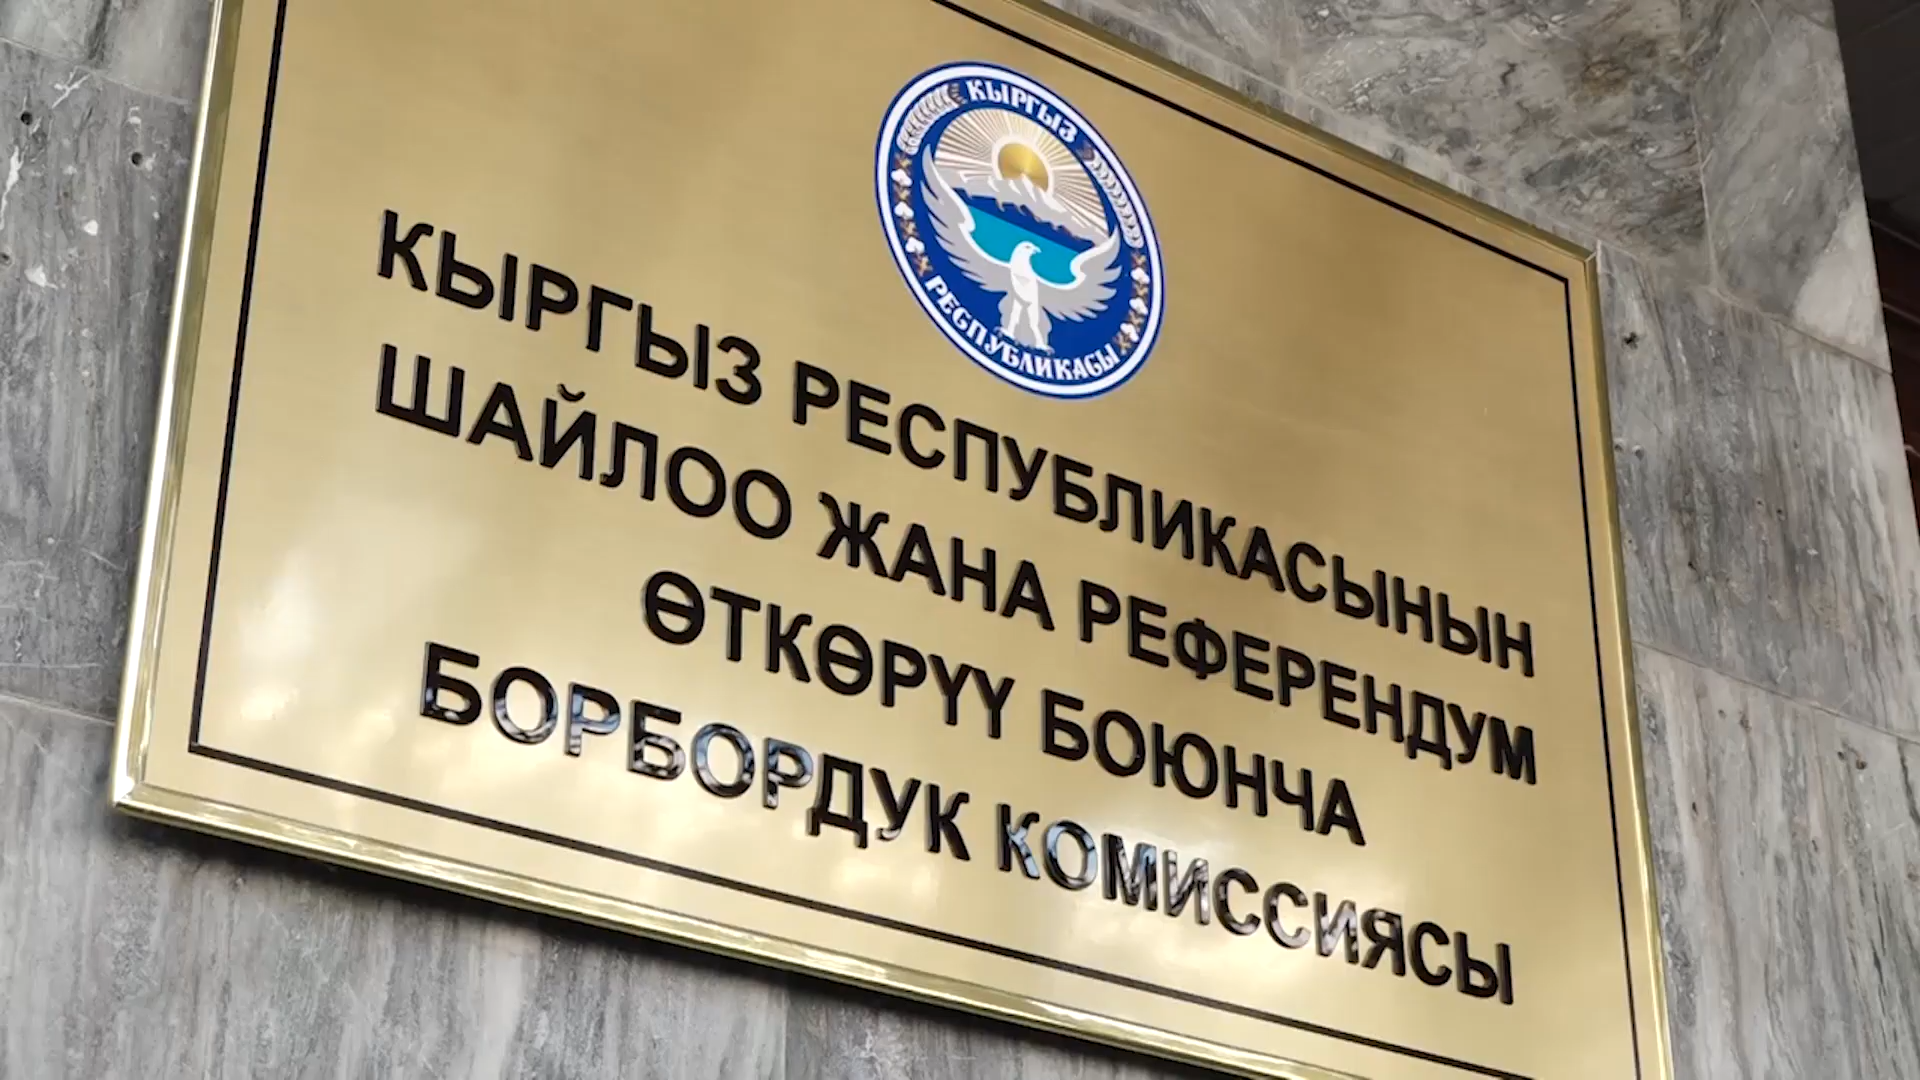 КЫРГЫЗ
РЕСПУБЛИКАСЫ
КЫРГЫЗ РЕСПУБЛИКАСЫНЫН
ШАЙЛОО ЖАНА РЕФЕРЕНДУМ
ӨТКӨРҮҮ БОЮНЧА
БОРБОРДУК КОМИССИЯСЫ